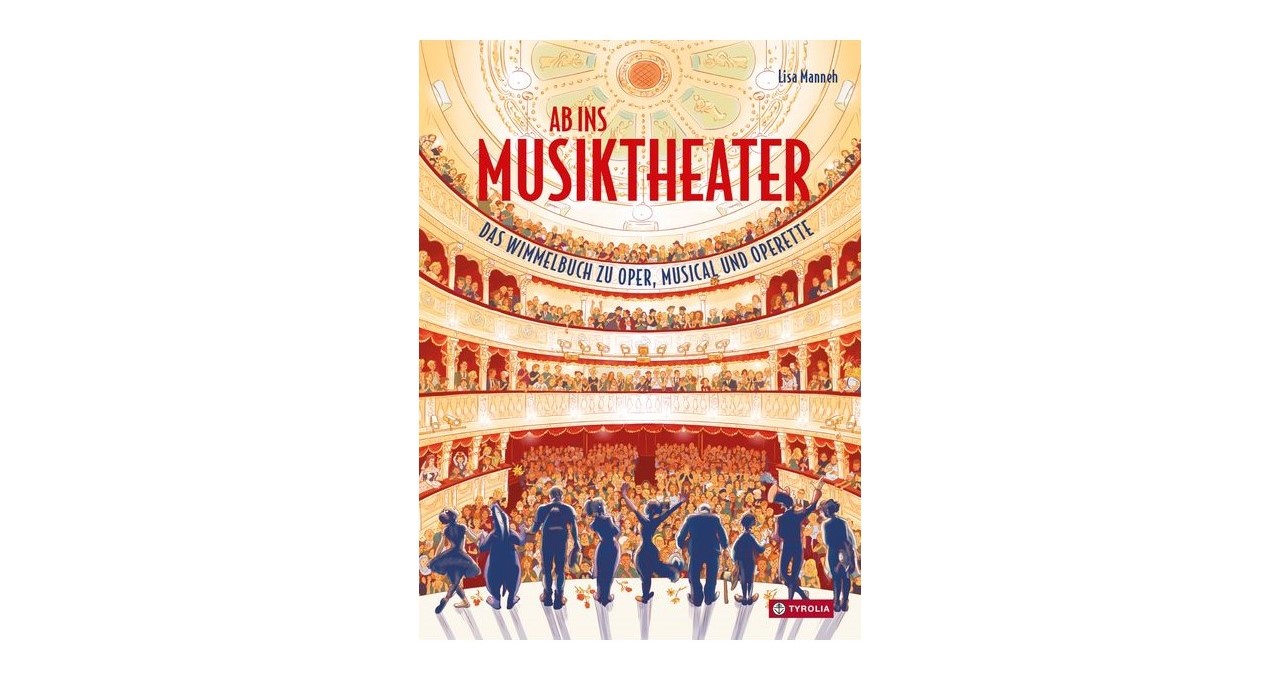 Lisa Manneh
AB INS
MUSIKTHEATER
DAS WIMMELBUCH ZU OPER, MUSICAL UND OPERETTE
TYROLIA